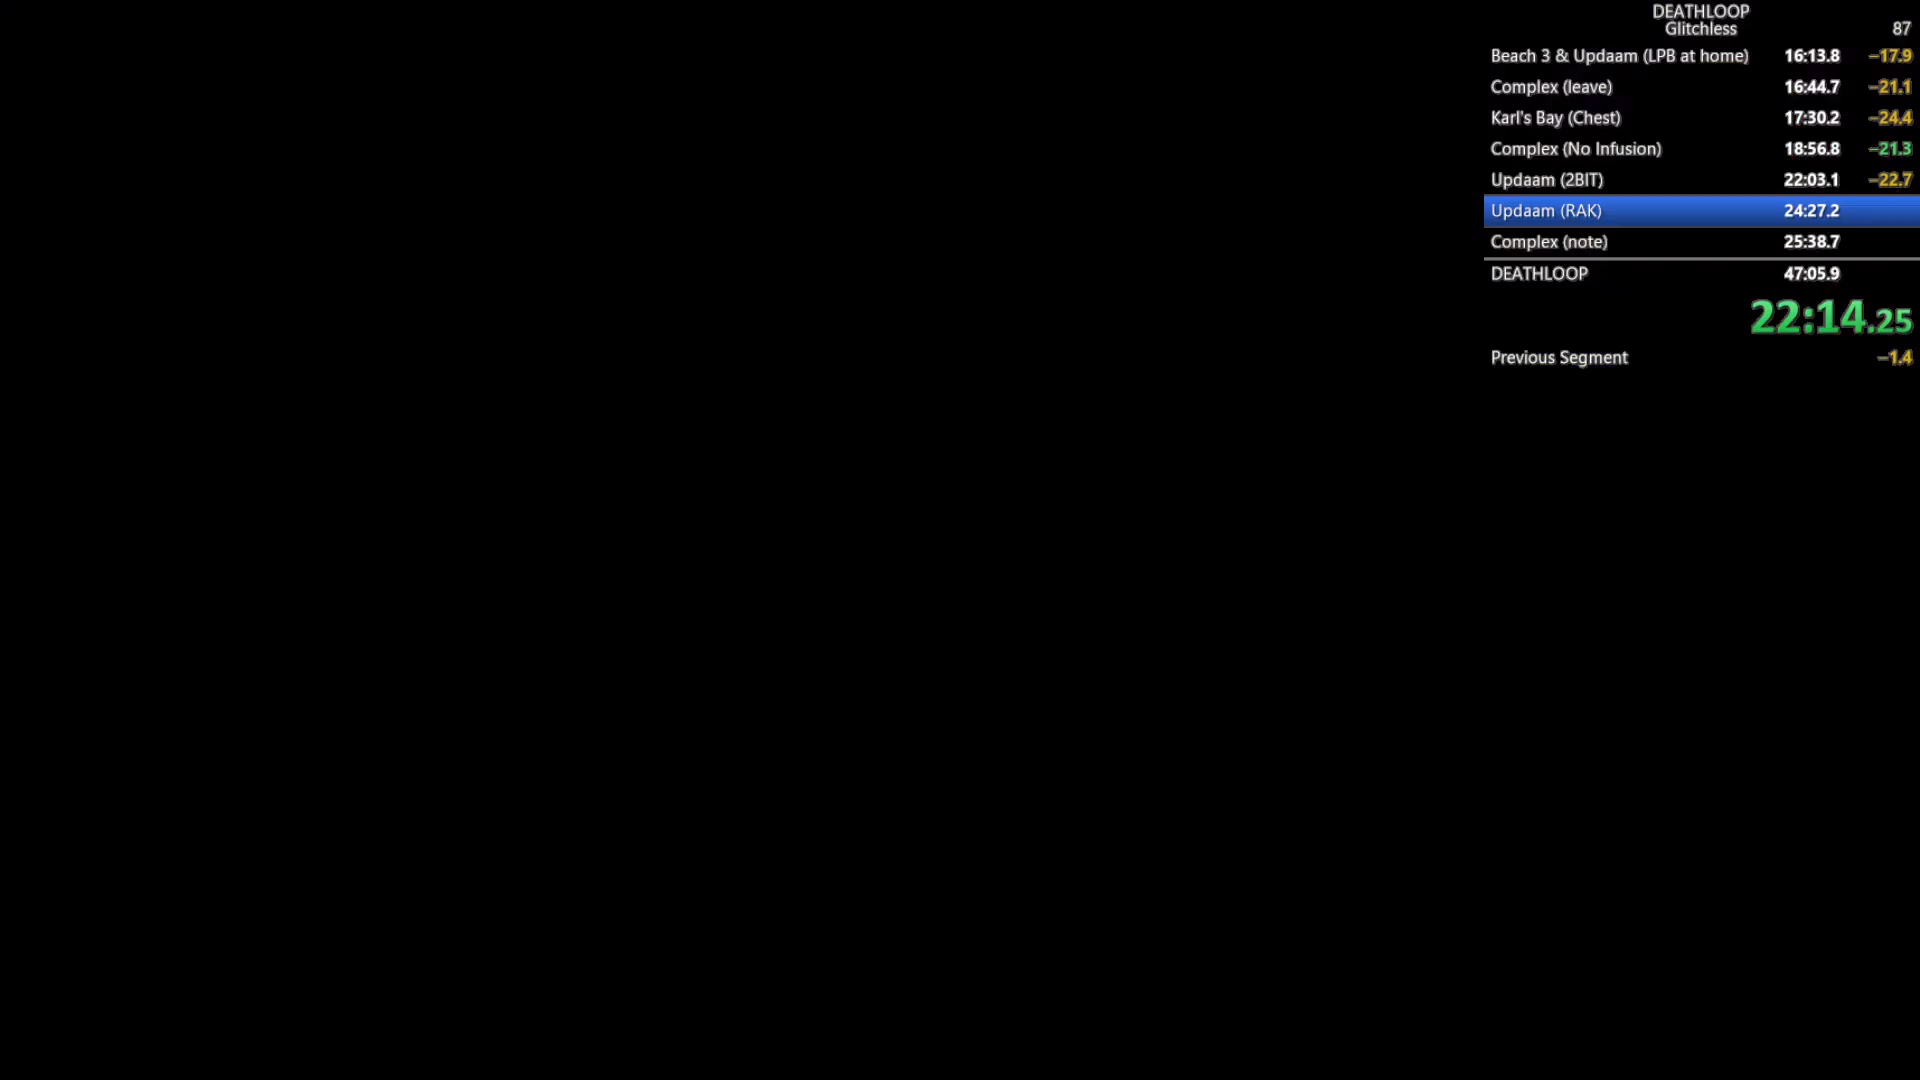 DEATHLOOP
Glitchless 87
Beach 3 & Updaam (LPB at home) 16:13.8 −17.9
Complex (leave) 16:44.7 −21.1
Karl's Bay (Chest) 17:30.2 −24.4
Complex (No Infusion) 18:56.8 −21.3
Updaam (2BIT) 22:03.1 −22.7
Updaam (RAK) 24:27.2
Complex (note) 25:38.7
DEATHLOOP 47:05.9
22:14.25
Previous Segment −1.4